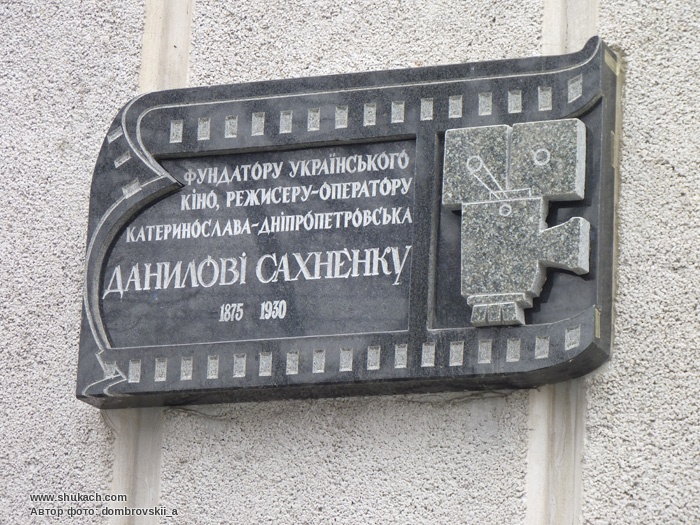 ФУНДАТОРУ УКРАЇНСЬКОГО
КІНО, РЕЖИСЕРУ-ОПЕРАТОРУ
КАТЕРИНОСЛАВА-ДНІПРОПЕТРОВСЬКА
ДАНИЛОВІ САХНЕНКУ
1875 1930
www.shukach.com
Автор фото: dombrovskii_a